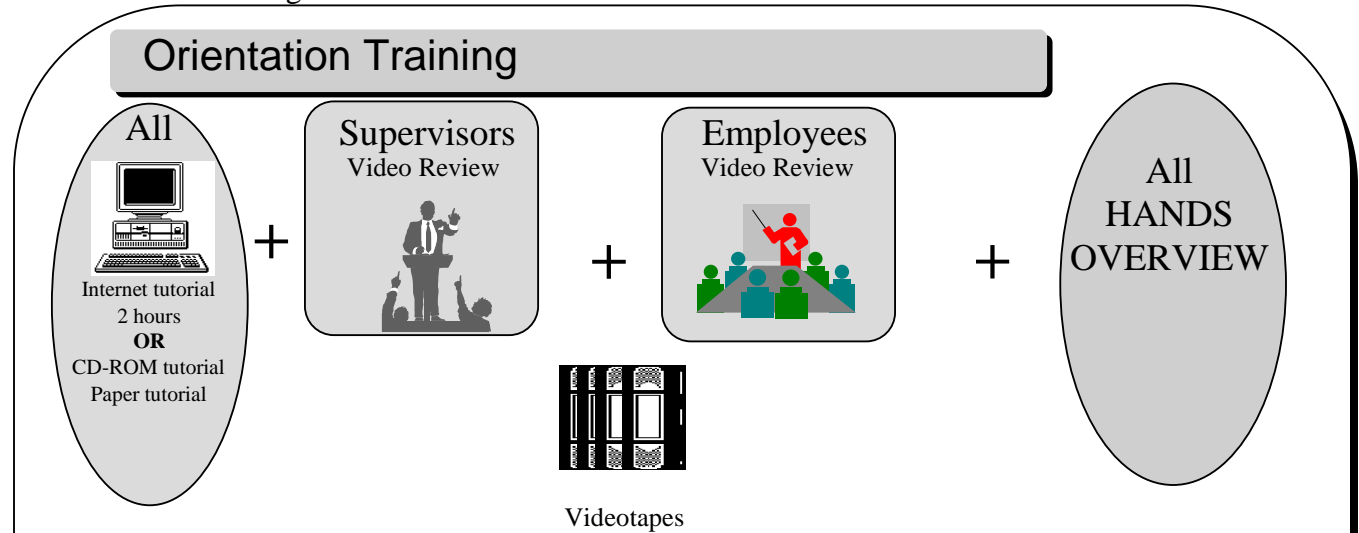 Orientation Training
All
Internet tutorial
2 hours
OR
CD-ROM tutorial
Paper tutorial
Supervisors
Video Review
Employees
Video Review
All
HANDS
OVERVIEW
Videotapes